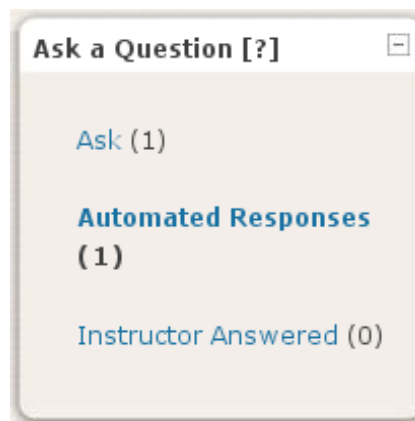 Ask a Question [?]
Ask (1)
Automated Responses
(1)
Instructor Answered (0)